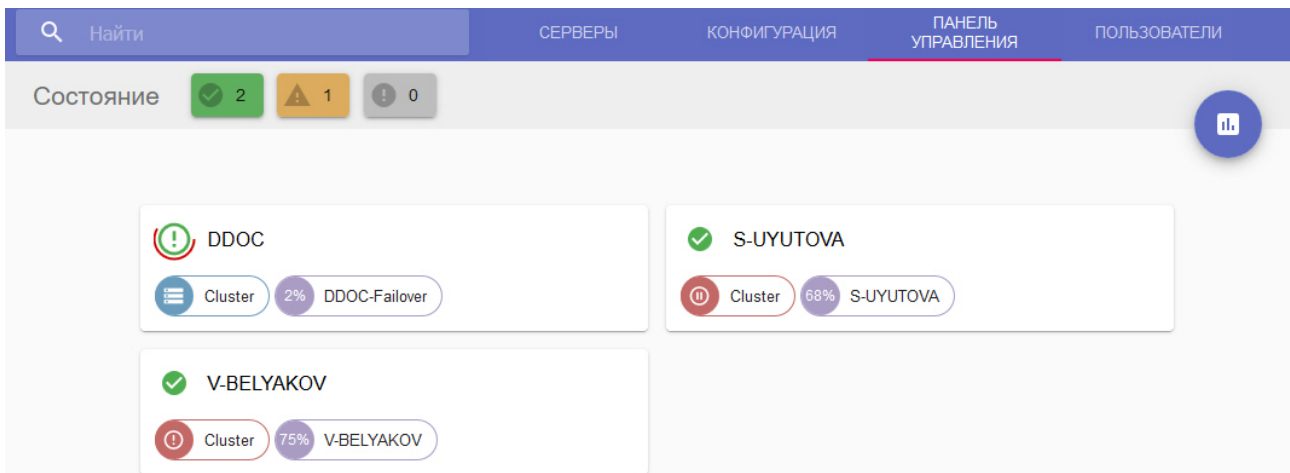 Найти
СЕРВЕРЫ
КОНФИГУРАЦИЯ
ПАНЕЛЬ
УПРАВЛЕНИЯ
ПОЛЬЗОВАТЕЛИ
Состояние 2 1 0
DDOC
Cluster 2% DDOC-Failover
S-UYUTOVA
Cluster 68% S-UYUTOVA
V-BELYAKOV
Cluster 75% V-BELYAKOV